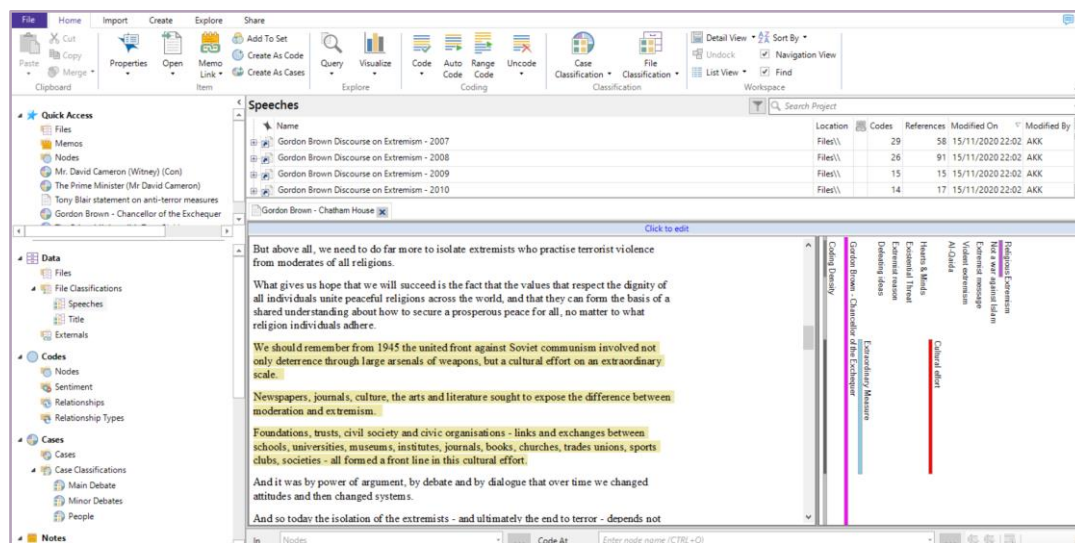 File Home Import Create Explore Share
Cut
Copy
Merge
Paste
Clipboard
Properties
Open
Memo Link
Add To Set
Create As Code
Create As Cases
Item
Query
Visualize
Explore
Code
Auto Code
Range Code
Uncode
Coding
Case Classification
File Classification
Classification
Detail View
Sort By
Undock
Navigation View
List View
Find
Workspace
Quick Access
Files
Memos
Nodes
Mr. David Cameron (Witney) (Con)
The Prime Minister (Mr David Cameron)
Tony Blair statement on anti-terror measures
Gordon Brown - Chancellor of the Exchequer
Data
Files
File Classifications
Speeches
Title
Externals
Codes
Nodes
Sentiment
Relationships
Relationship Types
Cases
Cases
Case Classifications
Main Debate
Minor Debates
People
Notes
Speeches
Search Project
Name Location Codes References Modified On Modified By
Gordon Brown Discourse on Extremism - 2007 Files\\ 29 58 15/11/2020 22:02 AKK
Gordon Brown Discourse on Extremism - 2008 Files\\ 26 91 15/11/2020 22:02 AKK
Gordon Brown Discourse on Extremism - 2009 Files\\ 15 15 15/11/2020 22:02 AKK
Gordon Brown Discourse on Extremism - 2010 Files\\ 14 17 15/11/2020 22:02 AKK
Gordon Brown - Chatham House
Click to edit
But above all, we need to do far more to isolate extremists who practise terrorist violence
from moderates of all religions.
What gives us hope that we will succeed is the fact that the values that respect the dignity of
all individuals unite peaceful religions across the world, and that they can form the basis of a
shared understanding about how to secure a prosperous peace for all, no matter to what
religion individuals adhere.
We should remember from 1945 the united front against Soviet communism involved not
only deterrence through large arsenals of weapons, but a cultural effort on an extraordinary
scale.
Newspapers, journals, culture, the arts and literature sought to expose the difference between
moderation and extremism.
Foundations, trusts, civil society and civic organisations - links and exchanges between
schools, universities, museums, institutes, journals, books, churches, trades unions, sports
clubs, societies - all formed a front line in this cultural effort.
And it was by power of argument, by debate and by dialogue that over time we changed
attitudes and then changed systems.
And so today the isolation of the extremists - and ultimately the end to terror - depends not
Coding Density
Gordon Brown - Chancellor of the Exchequer
Extraordinary Measure
Defeating ideas
Extremist reason
Existential Threat
Hearts & Minds
Cultural effort
Al-Qaida
Violent extremism
Extremist message
Not a war against Islam
Religious Extremism
In Nodes Code At Enter node name (CTRL+Q)